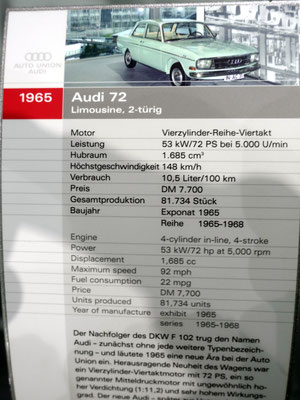 AUTO UNION
AUDI
1965 Audi 72
Limousine, 2-türig
Motor Vierzylinder-Reihe-Viertakt
Leistung 53 kW/72 PS bei 5.000 U/min
Hubraum 1.685 cm³
Höchstgeschwindigkeit 148 km/h
Verbrauch 10,5 Liter/100 km
Preis DM 7.700
Gesamtproduktion 81.734 Stück
Baujahr Exponat 1965
Reihe 1965-1968
Engine 4-cylinder in-line, 4-stroke
Power 53 kW/72 hp at 5,000 rpm
Displacement 1,685 cc
Maximum speed 92 mph
Fuel consumption 22 mpg
Price DM 7,700
Units produced 81,734 units
Year of manufacture exhibit 1965
series 1965-1968
Der Nachfolger des DKW F 102 trug den Namen
Audi - zunächst ohne jede weitere Typenbezeich-
nung - und läutete 1965 eine neue Ära bei der Auto
Union ein. Herausragende Neuheit des Wagens war
ein Vierzylinder-Viertaktmotor mit 72 PS, ein so
genannter Mitteldruckmotor mit ungewöhnlich ho-
her Verdichtung (1:11,2) und sehr hohem Wirkungs-
grad. Der neue Audi